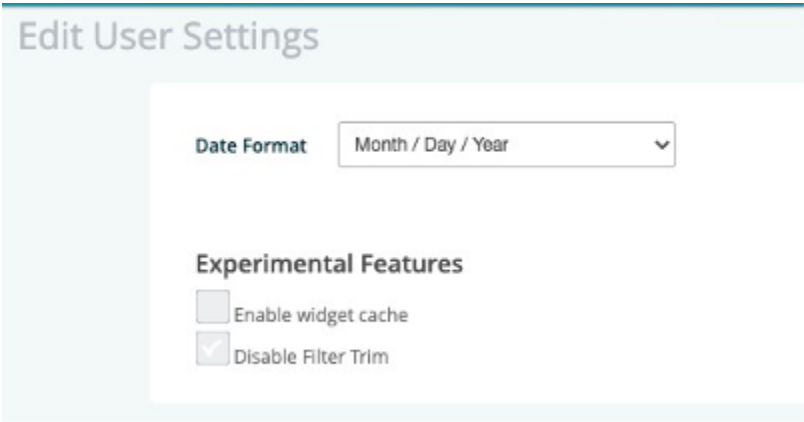 Edit User Settings
Date Format Month / Day / Year
Experimental Features
Enable widget cache
Disable Filter Trim